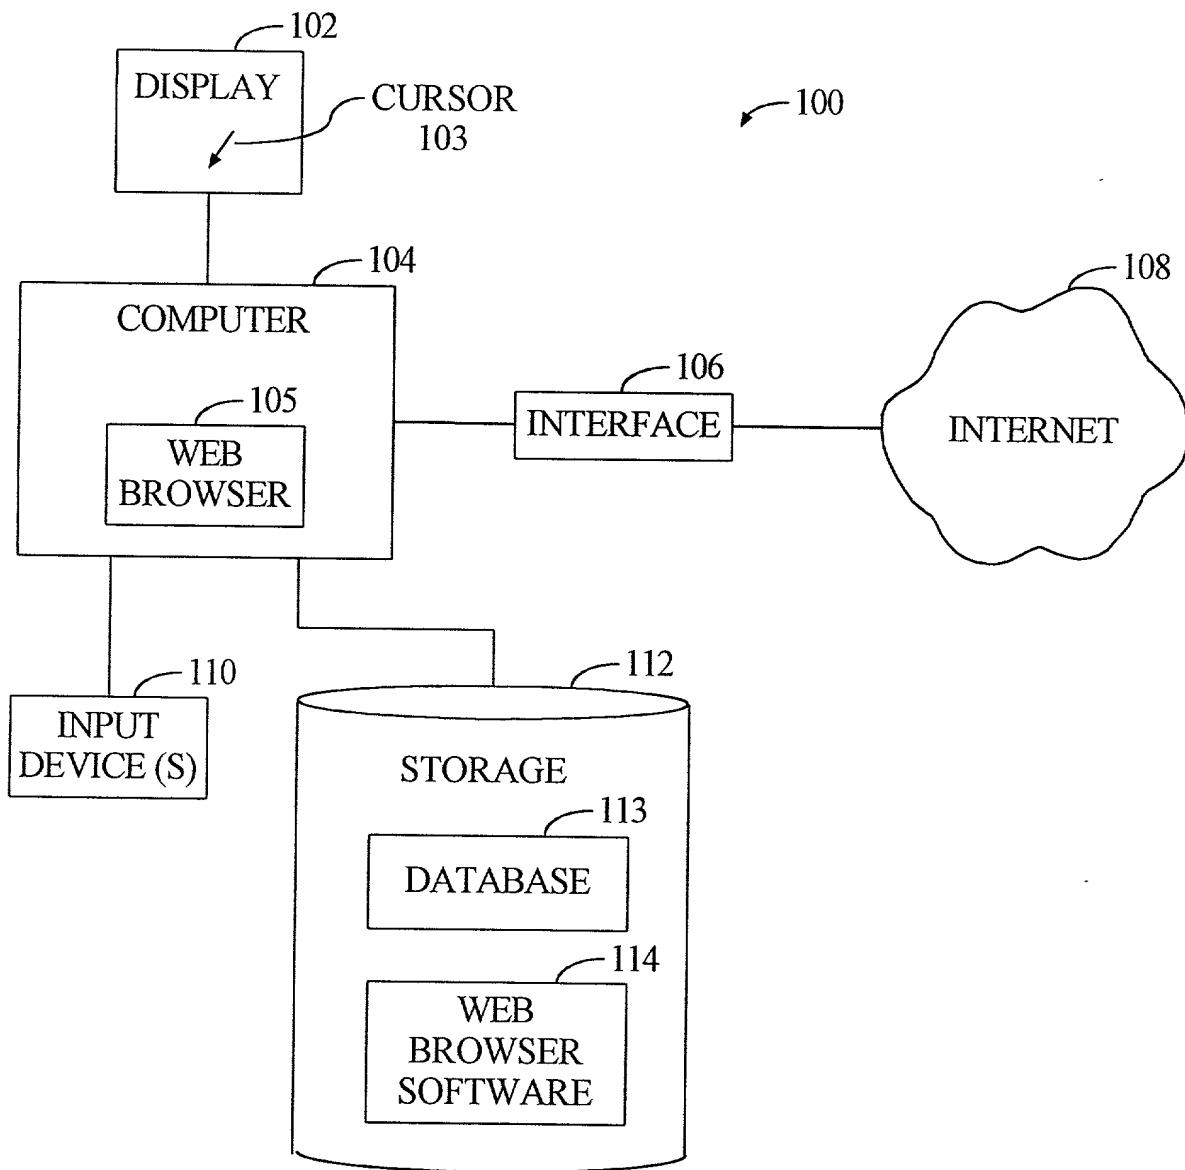 102
DISPLAY
CURSOR
103
100
104
COMPUTER
108
106
INTERFACE
INTERNET
105
WEB
BROWSER
110
INPUT
DEVICE (S)
112
STORAGE
113
DATABASE
114
WEB
BROWSER
SOFTWARE